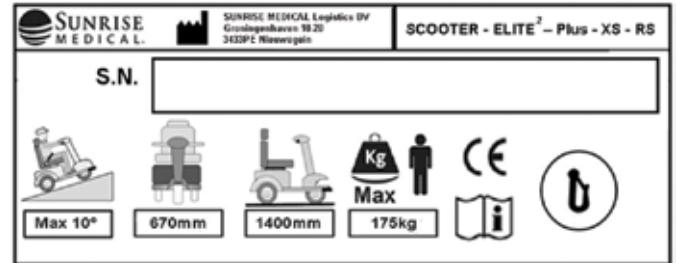 SUNRISE
MEDICAL.
SUNRISE MEDICAL Logistics BV
Groningenhaven 18-20
3433PE Nieuwegein
SCOOTER - ELITE² – Plus - XS - RS
S.N.
Kg
Max
CE
i
Max 10°
670mm
1400mm
175kg